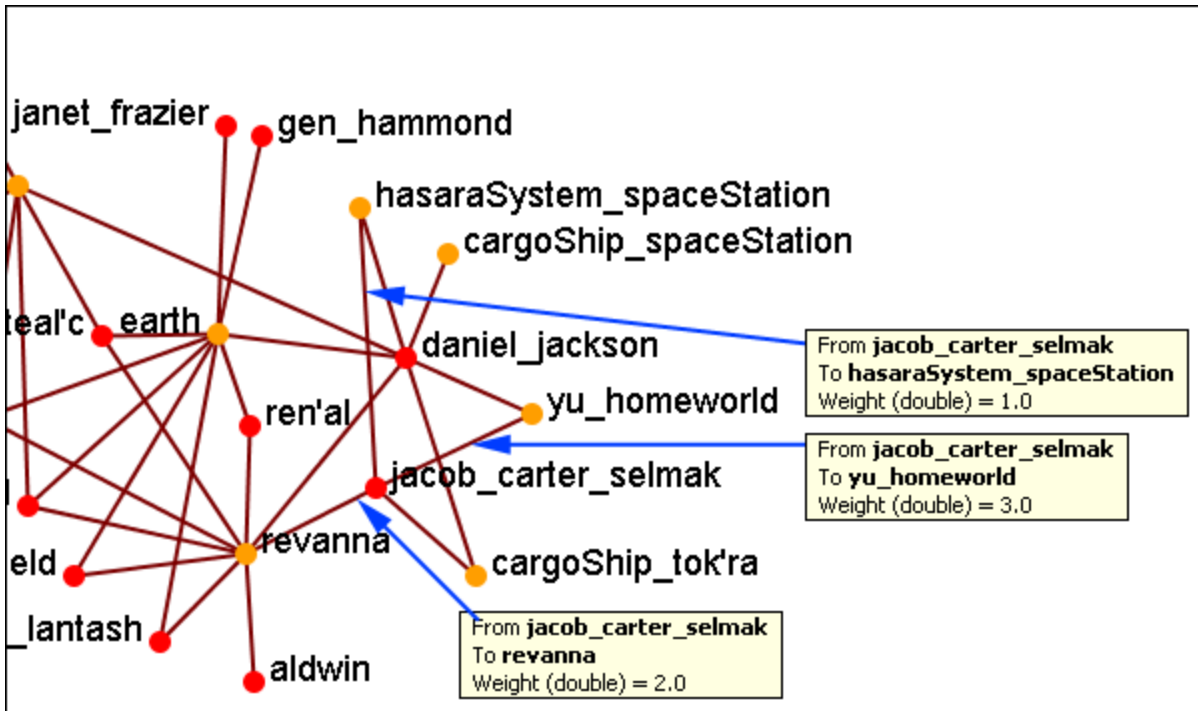 janet_frazier
gen_hammond
hasaraSystem_spaceStation
cargoShip_spaceStation
teal'c
earth
daniel_jackson
From jacob_carter_selmak
To hasaraSystem_spaceStation
Weight (double) = 1.0
yu_homeworld
ren'al
From jacob_carter_selmak
To yu_homeworld
Weight (double) = 3.0
jacob_carter_selmak
revanna
eld
cargoShip_tok'ra
_lantash
From jacob_carter_selmak
To revanna
Weight (double) = 2.0
aldwin